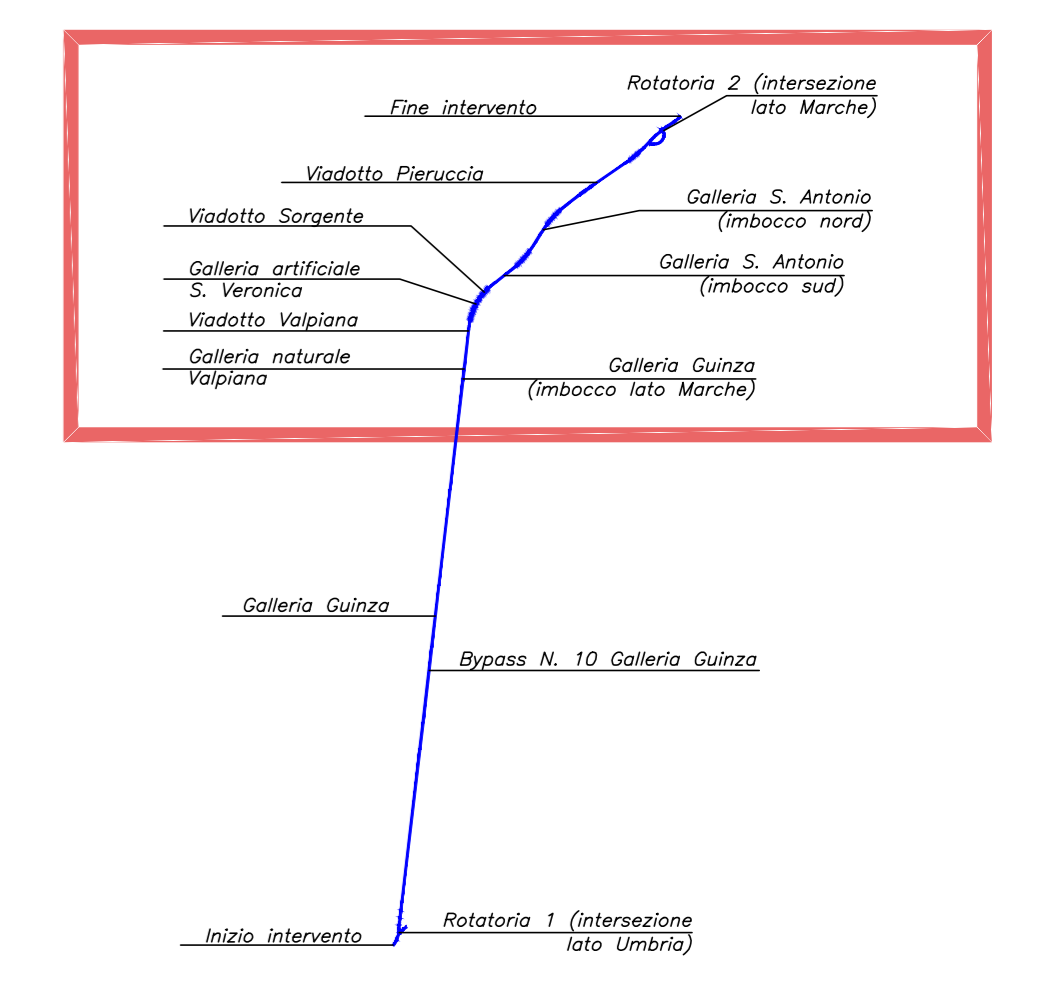 Rotatoria 2 (intersezione
lato Marche)
Fine intervento
Viadotto Pieruccia
Galleria S. Antonio
(imbocco nord)
Viadotto Sorgente
Galleria S. Antonio
(imbocco sud)
Galleria artificiale
S. Veronica
Viadotto Valpiana
Galleria naturale
Valpiana
Galleria Guinza
(imbocco lato Marche)
Galleria Guinza
Bypass N. 10 Galleria Guinza
Rotatoria 1 (intersezione
lato Umbria)
Inizio intervento